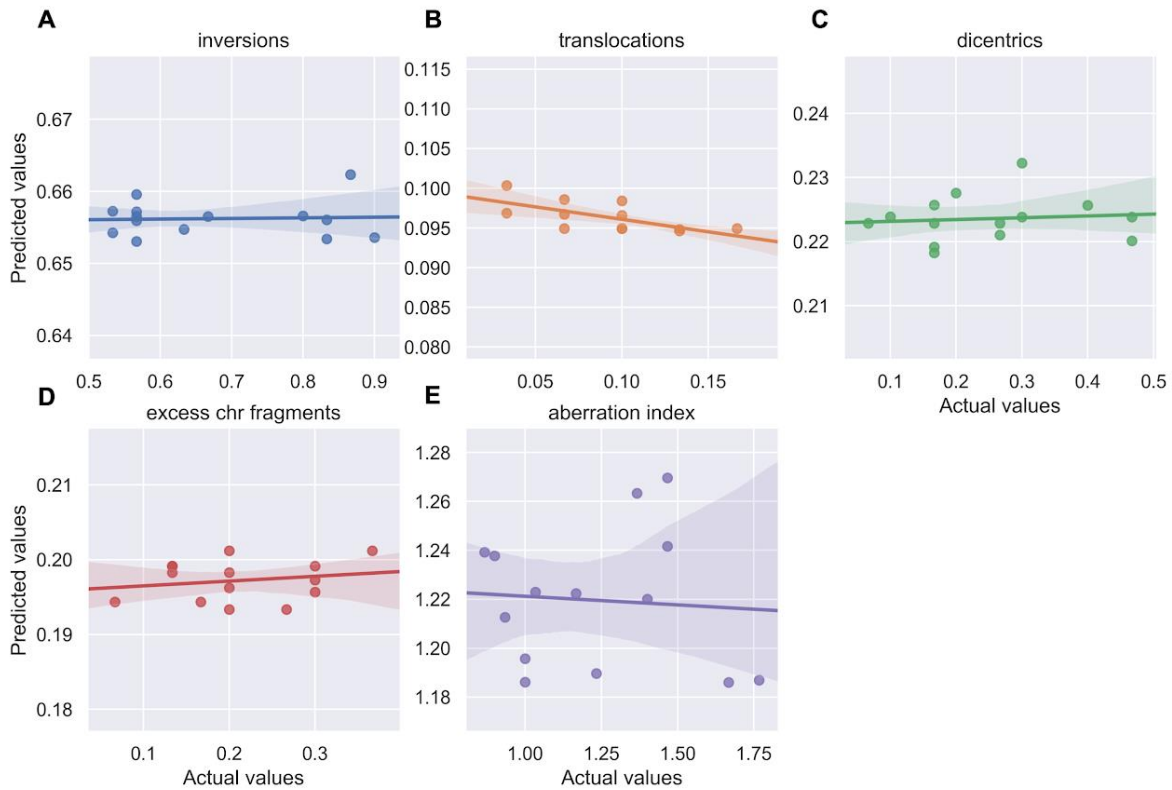 A
inversions
Predicted values
0.67
0.66
0.65
0.64
0.5 0.6 0.7 0.8 0.9
B
translocations
0.115
0.110
0.105
0.100
0.095
0.090
0.085
0.080
0.05 0.10 0.15
C
dicentrics
0.24
0.23
0.22
0.21
0.1 0.2 0.3 0.4 0.5
Actual values
D
excess chr fragments
Predicted values
0.21
0.20
0.19
0.18
0.1 0.2 0.3
Actual values
E
aberration index
1.28
1.26
1.24
1.22
1.20
1.18
1.00 1.25 1.50 1.75
Actual values